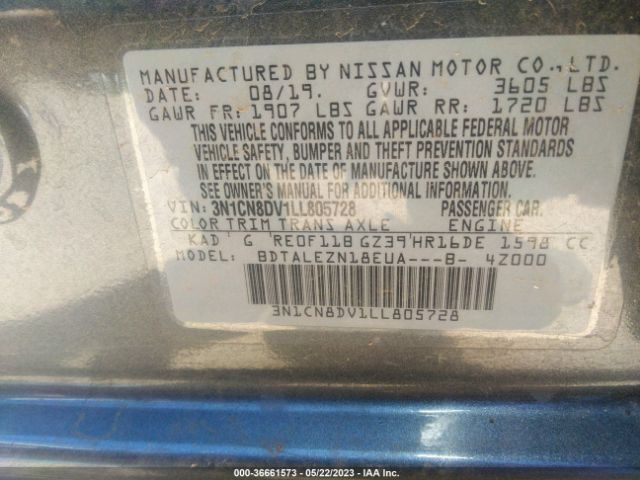 MANUFACTURED BY NISSAN MOTOR CO., LTD.
DATE: 08/19. GVWR: 3605 LBS
GAWR FR: 1907 LBS GAWR RR: 1720 LBS
THIS VEHICLE CONFORMS TO ALL APPLICABLE FEDERAL MOTOR
VEHICLE SAFETY, BUMPER AND THEFT PREVENTION STANDARDS
IN EFFECT ON THE DATE OF MANUFACTURE SHOWN ABOVE.
SEE OWNER'S MANUAL FOR ADDITIONAL INFORMATION.
VIN: 3N1CN8DV1LL805728 PASSENGER CAR.
COLOR TRIM TRANS AXLE ENGINE
KAD G RE0F11B GZ39 HR16DE 1598 CC
MODEL: BDTALEZN18EUA---B- 4Z000
3N1CN8DV1LL805728
000-36661573 - 05/22/2023 - IAA Inc.